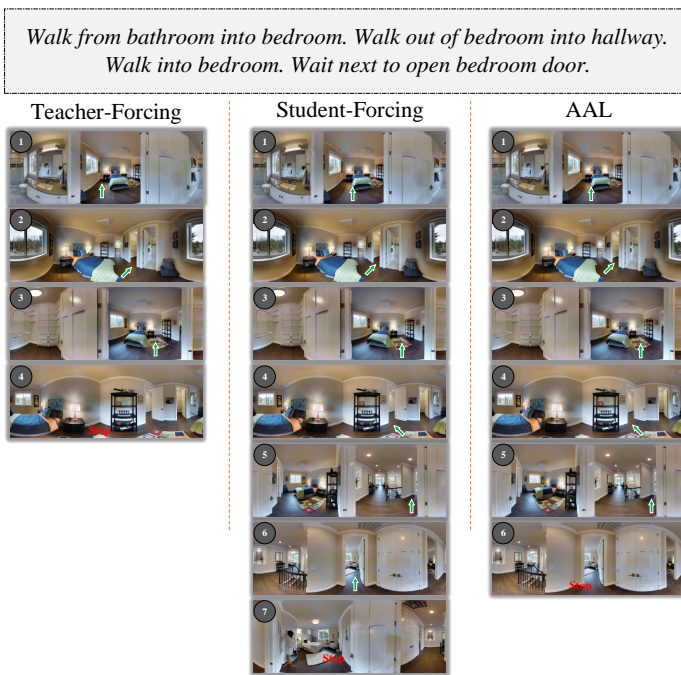 Walk from bathroom into bedroom. Walk out of bedroom into hallway.
Walk into bedroom. Wait next to open bedroom door.
Teacher-Forcing
Student-Forcing
AAL
1
2
3
4
Stop
1
2
3
4
5
6
7
Stop
1
2
3
4
5
6
Stop